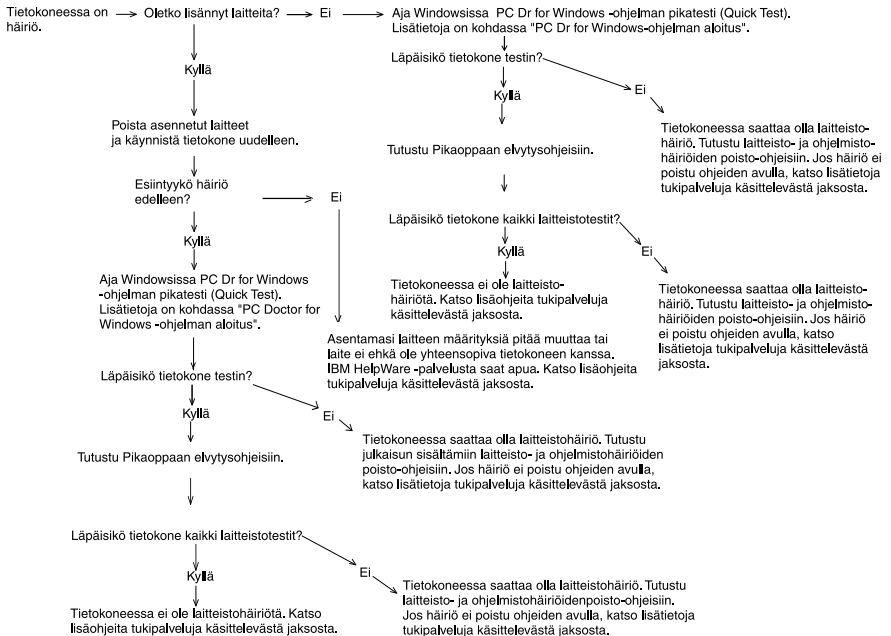 Tietokoneessa on
häiriö.
Oletko lisännyt laitteita?
Ei
Aja Windowsissa PC Dr for Windows -ohjelman pikatesti (Quick Test).
Lisätietoja on kohdassa "PC Dr for Windows-ohjelman aloitus".
Kyllä
Läpäisikö tietokone testin?
Ei
Kyllä
Poista asennetut laitteet
ja käynnistä tietokone uudelleen.
Tutustu Pikaoppaan elvytysohjeisiin.
Tietokoneessa saattaa olla laitteisto-
häiriö. Tutustu laitteisto- ja ohjelmisto-
häiriöiden poisto-ohjeisiin. Jos häiriö ei
poistu ohjeiden avulla, katso lisätietoja
tukipalveluja käsittelevästä jaksosta.
Esiintyykö häiriö
edelleen?
Ei
Läpäisikö tietokone kaikki laitteistotestit?
Kyllä
Kyllä
Ei
Aja Windowsissa PC Dr for Windows
-ohjelman pikatesti (Quick Test).
Lisätietoja on kohdassa "PC Doctor for
Windows -ohjelman aloitus".
Tietokoneessa ei ole laitteisto-
häiriötä. Katso lisäohjeita tukipalveluja
käsittelevästä jaksosta.
Tietokoneessa saattaa olla laitteisto-
häiriö. Tutustu laitteisto- ja ohjelmisto-
häiriöiden poisto-ohjeisiin. Jos häiriö
ei poistu ohjeiden avulla, katso
lisätietoja tukipalveluja käsittelevästä
jaksosta.
Asentamasi laitteen määrityksiä pitää muuttaa tai
laite ei ehkä ole yhteensopiva tietokoneen kanssa.
IBM HelpWare -palvelusta saat apua. Katso lisäohjeita
tukipalveluja käsittelevästä jaksosta.
Läpäisikö tietokone testin?
Kyllä
Ei
Tutustu Pikaoppaan elvytysohjeisiin.
Tietokoneessa saattaa olla laitteistohäiriö. Tutustu
julkaisun sisältämiin laitteisto- ja ohjelmistohäiriöiden
poisto-ohjeisiin. Jos häiriö ei poistu ohjeiden avulla,
katso lisätietoja tukipalveluja käsittelevästä jaksosta.
Läpäisikö tietokone kaikki laitteistotestit?
Kyllä
Ei
Tietokoneessa ei ole laitteistohäiriötä. Katso
lisäohjeita tukipalveluja käsittelevästä jaksosta.
Tietokoneessa saattaa olla laitteistohäiriö. Tutustu
laitteisto- ja ohjelmistohäiriöidenpoisto-ohjeisiin.
Jos häiriö ei poistu ohjeiden avulla, katso lisätietoja
tukipalveluja käsittelevästä jaksosta.